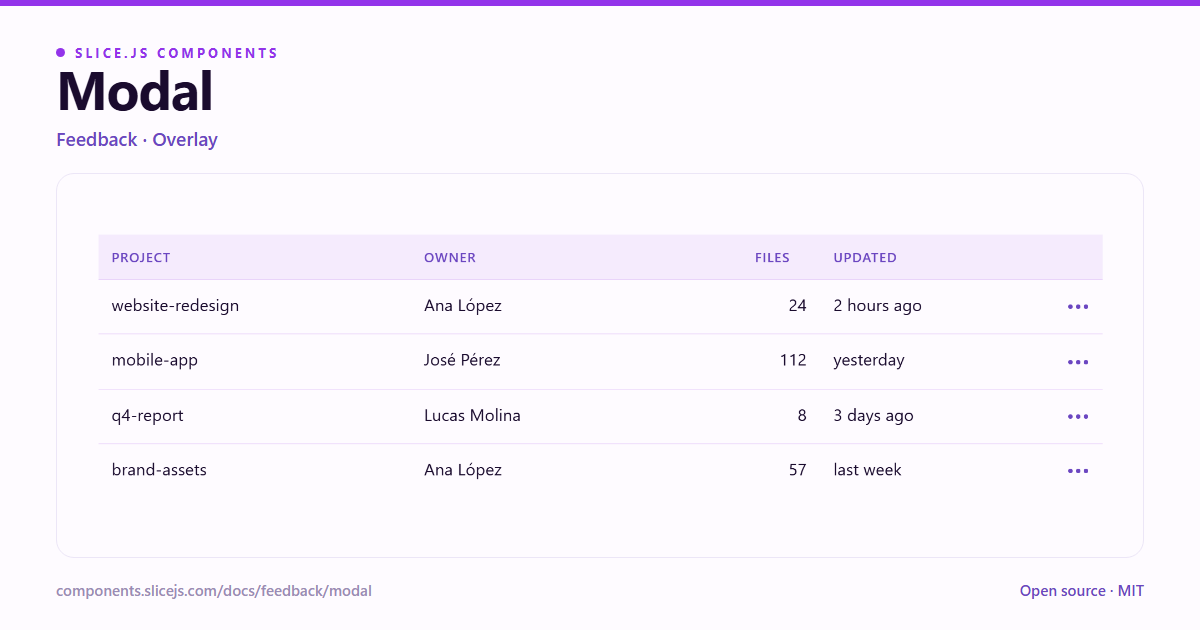 SLICE.JS COMPONENTS
Modal
Feedback · Overlay
PROJECT OWNER FILES UPDATED
website-redesign Ana López 24 2 hours ago •••
mobile-app José Pérez 112 yesterday •••
q4-report Lucas Molina 8 3 days ago •••
brand-assets Ana López 57 last week •••
components.slicejs.com/docs/feedback/modal Open source · MIT